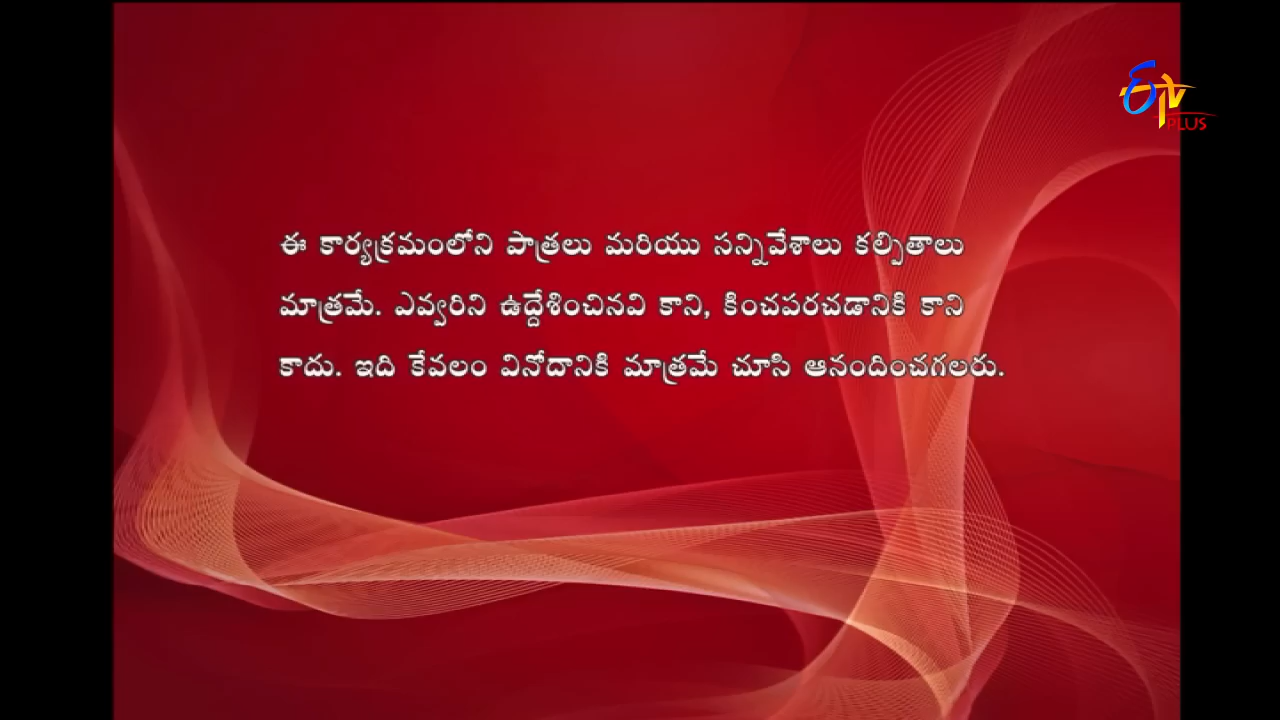 ETV
PLUS
ఈ కార్యక్రమంలోని పాత్రలు మరియు సన్నివేశాలు కల్పితాలు
మాత్రమే. ఎవ్వరిని ఉద్దేశించినవి కాని, కించపరచడానికి కాని
కాదు. ఇది కేవలం వినోదానికి మాత్రమే చూసి ఆనందించగలరు.